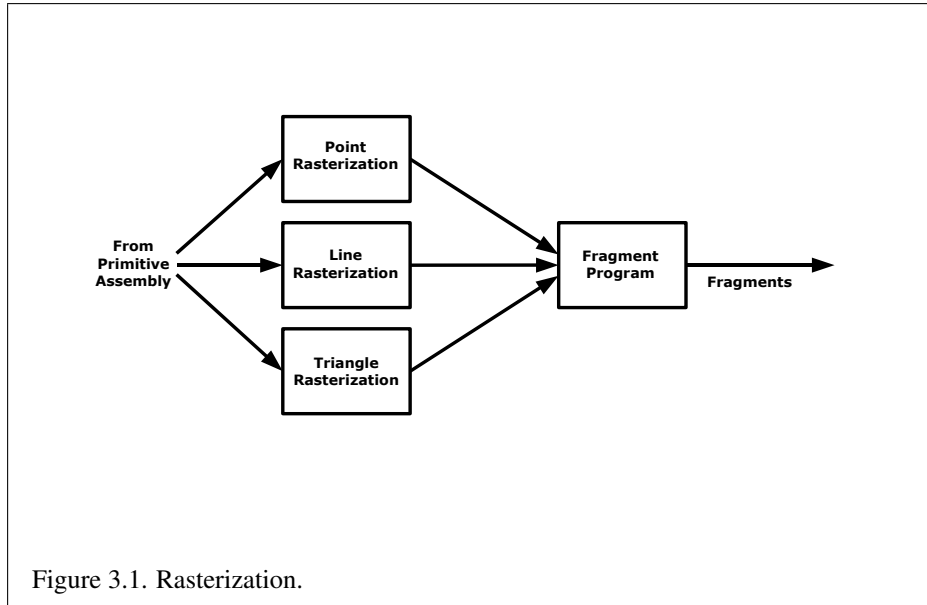 Point
Rasterization
From
Primitive
Assembly
Line
Rasterization
Fragment
Program
Fragments
Triangle
Rasterization
Figure 3.1. Rasterization.